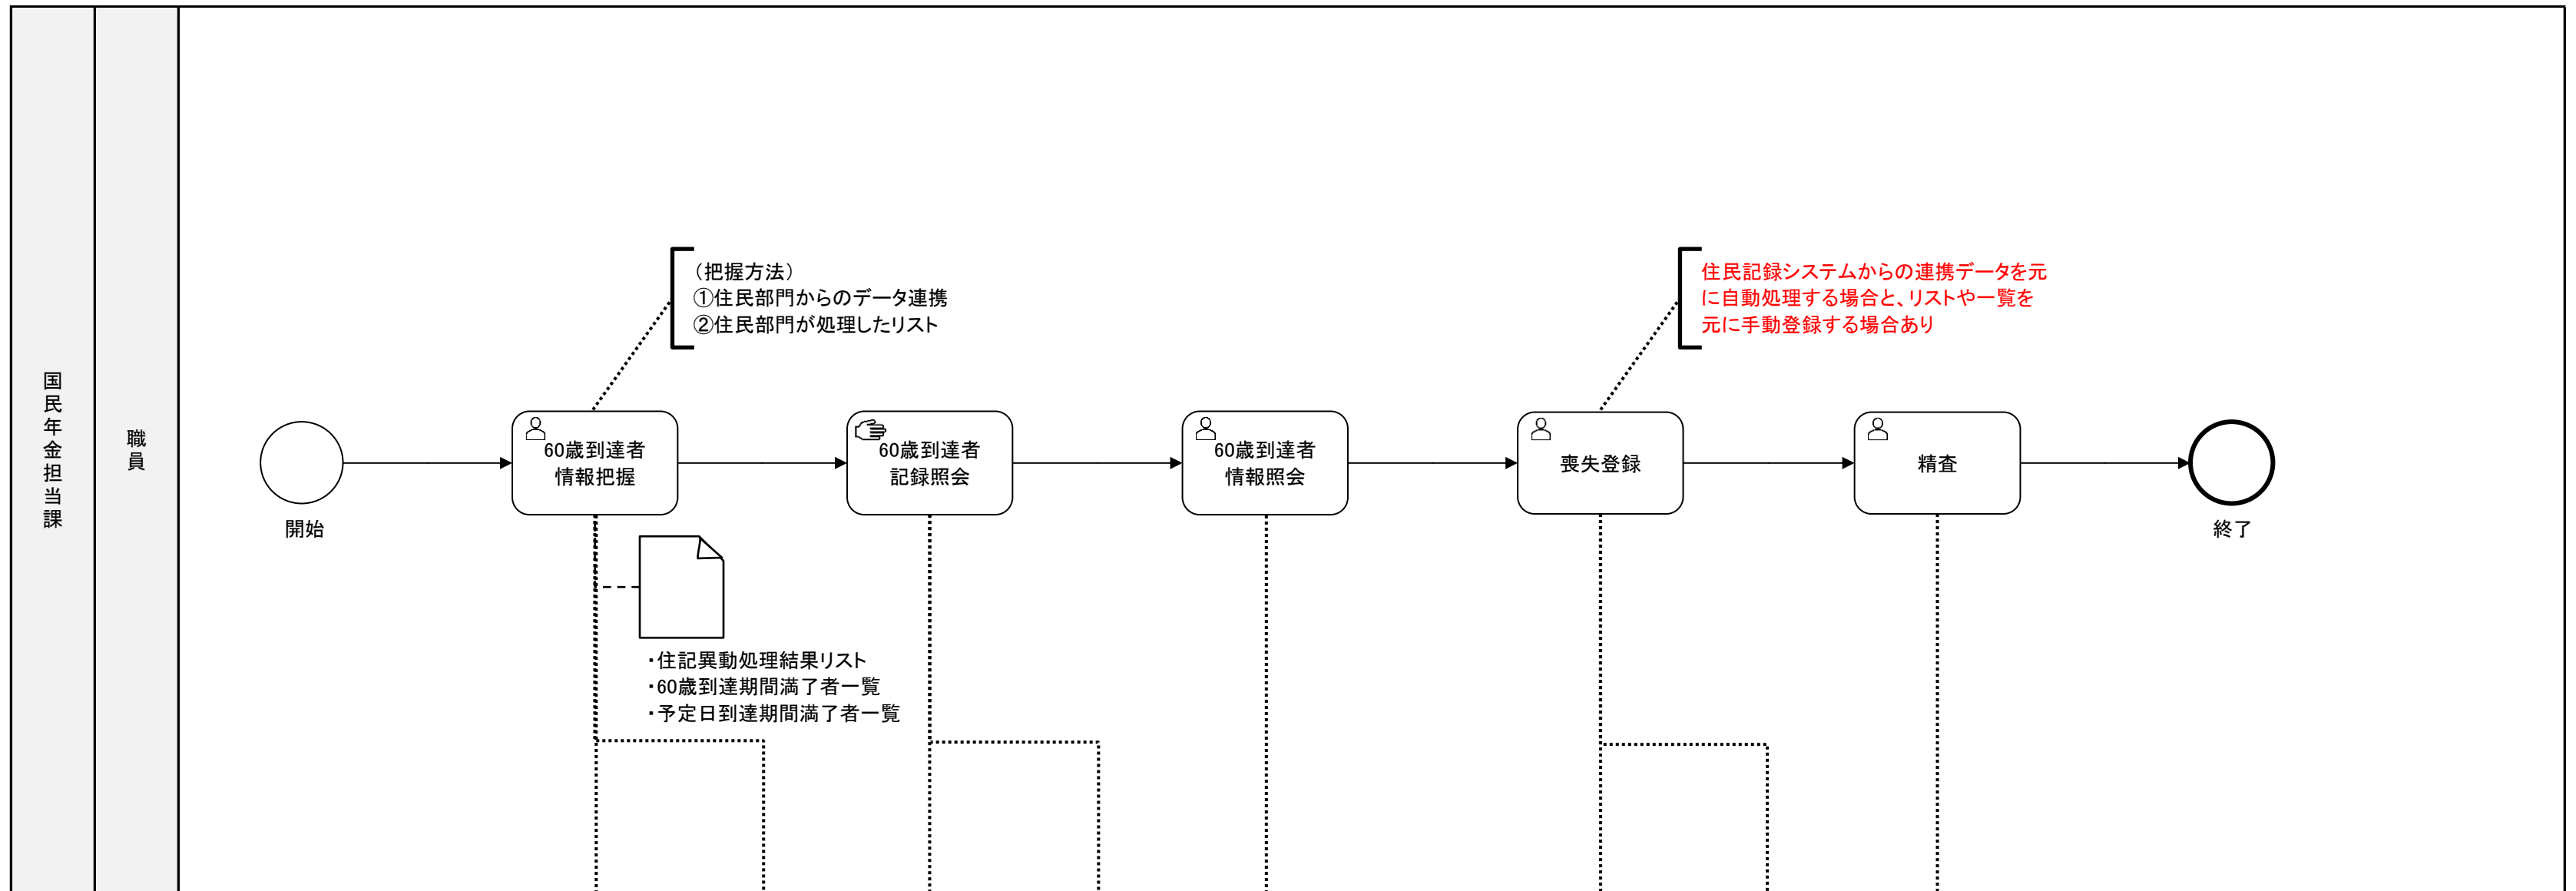 国民年金担当課
職員
開始
(把握方法)
①住民部門からのデータ連携
②住民部門が処理したリスト
60歳到達者
情報把握
・住記異動処理結果リスト
・60歳到達期間満了者一覧
・予定日到達期間満了者一覧
60歳到達者
記録照会
60歳到達者
情報照会
住民記録システムからの連携データを元
に自動処理する場合と、リストや一覧を
元に手動登録する場合あり
喪失登録
精査
終了